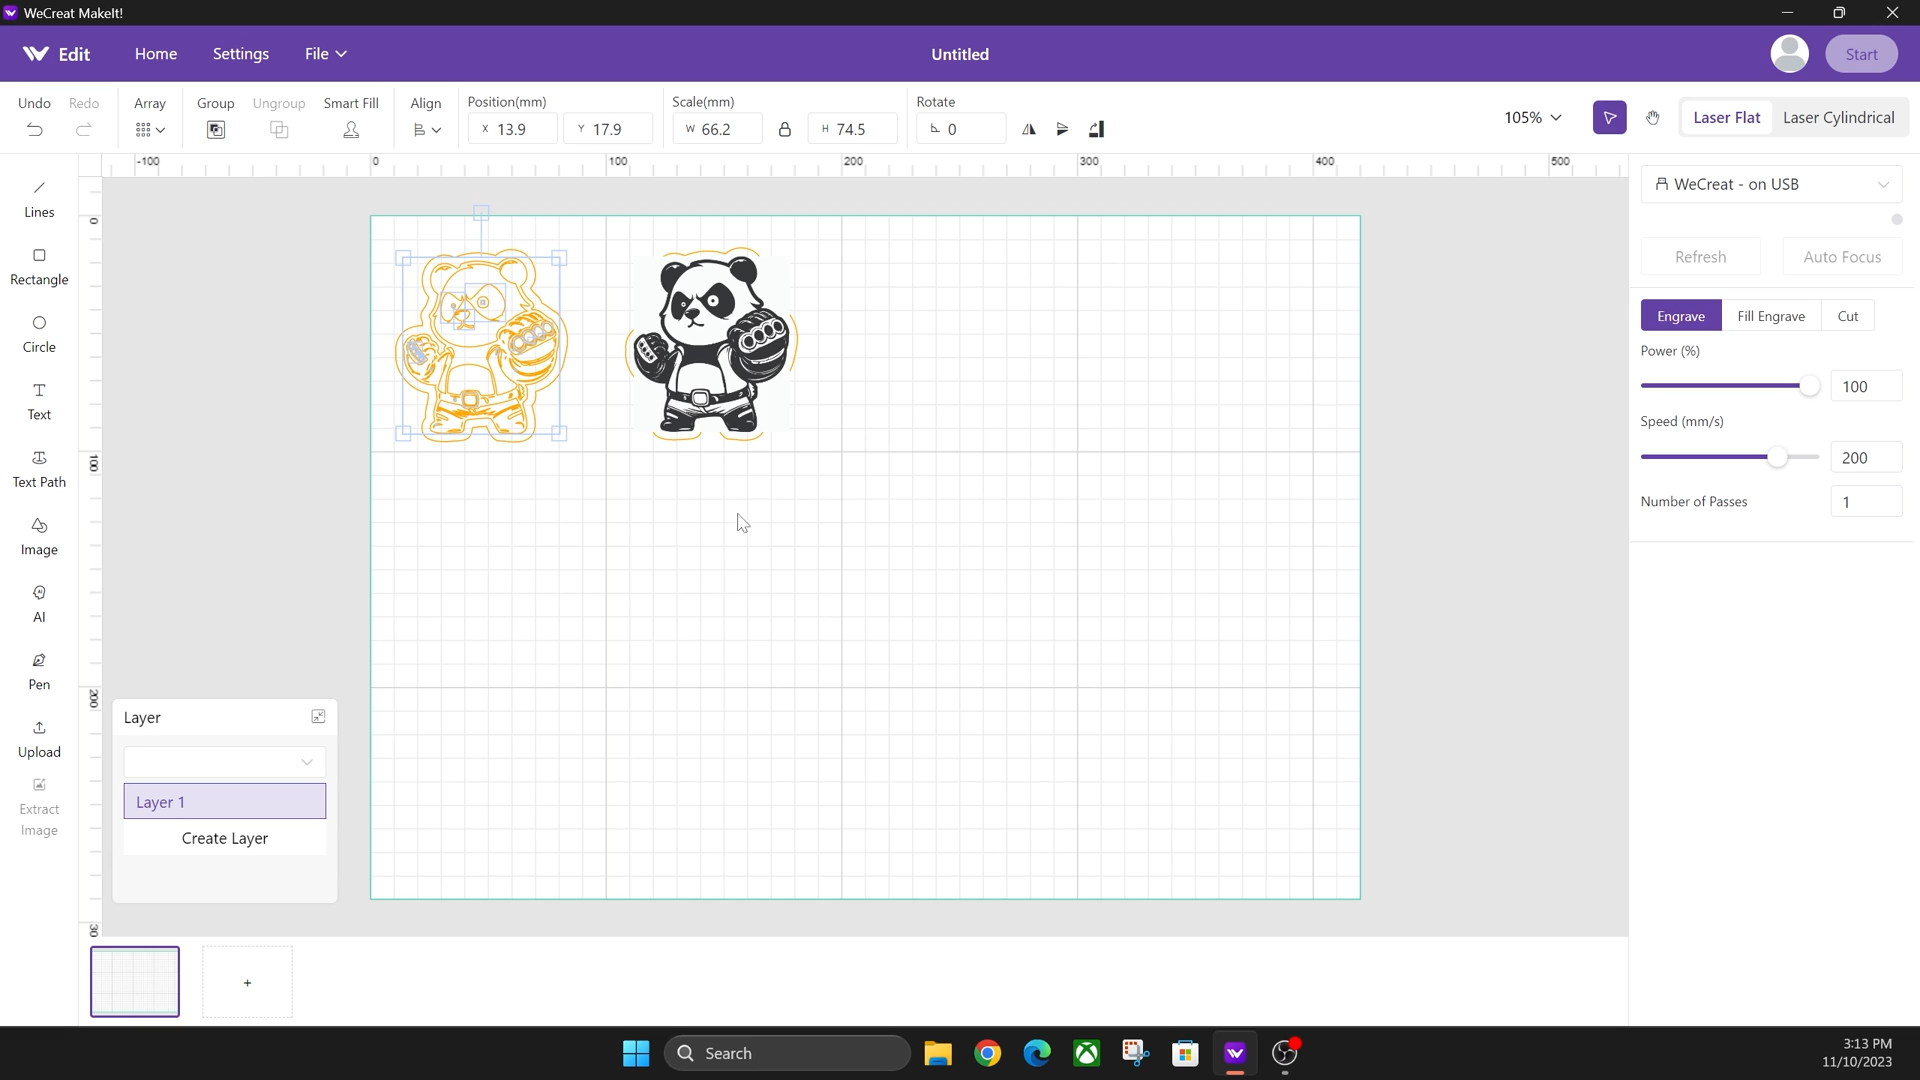 WeCreat MakeIt!
Edit
Home
Settings
File
Untitled
Start
Undo
Redo
Array
Group
Ungroup
Smart Fill
Align
Position(mm)
X 13.9
Y 17.9
Scale(mm)
W 66.2
H 74.5
Rotate
0
105%
Laser Flat
Laser Cylindrical
-100
0
100
200
300
400
500
0
100
200
30
Lines
Rectangle
Circle
Text
Text Path
Image
AI
Pen
Upload
Extract
Image
Layer
Layer 1
Create Layer
+
WeCreat - on USB
Refresh
Auto Focus
Engrave
Fill Engrave
Cut
Power (%)
100
Speed (mm/s)
200
Number of Passes
1
Search
3:13 PM
11/10/2023